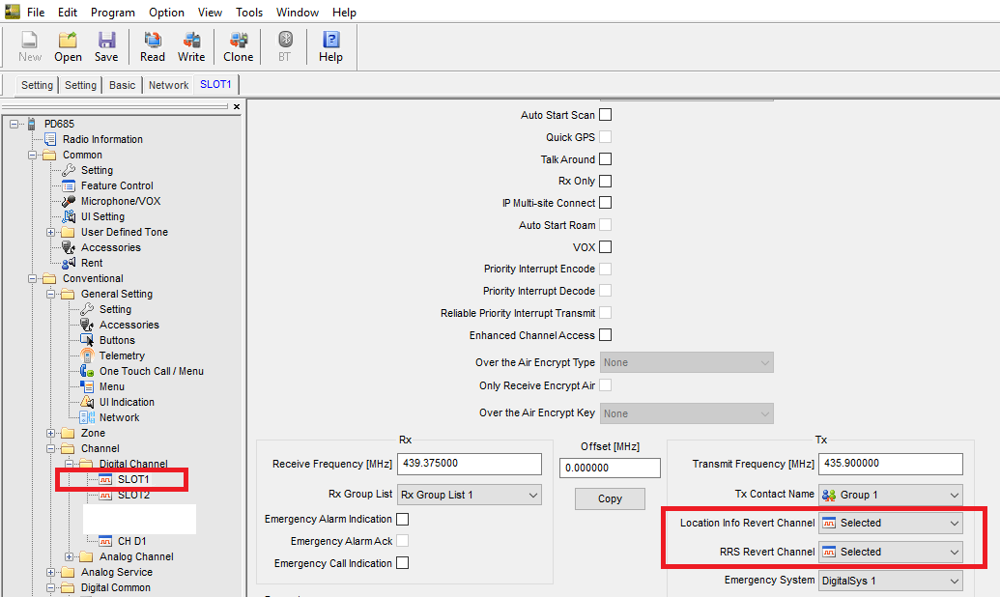 File Edit Program Option View Tools Window Help
New Open Save Read Write Clone BT Help
Setting Setting Basic Network SLOT1
PD685
Radio Information
Common
Setting
Feature Control
Microphone/VOX
UI Setting
User Defined Tone
Accessories
Rent
Conventional
General Setting
Setting
Accessories
Buttons
Telemetry
One Touch Call / Menu
Menu
UI Indication
Network
Zone
Channel
Digital Channel
SLOT1
SLOT2
CH D1
Analog Channel
Analog Service
Digital Common
Auto Start Scan
Quick GPS
Talk Around
Rx Only
IP Multi-site Connect
Auto Start Roam
VOX
Priority Interrupt Encode
Priority Interrupt Decode
Reliable Priority Interrupt Transmit
Enhanced Channel Access
Over the Air Encrypt Type None
Only Receive Encrypt Air
Over the Air Encrypt Key None
Rx
Receive Frequency [MHz] 439.375000
Rx Group List Rx Group List 1
Emergency Alarm Indication
Emergency Alarm Ack
Emergency Call Indication
Offset [MHz]
0.000000
Copy
Tx
Transmit Frequency [MHz] 435.900000
Tx Contact Name Group 1
Location Info Revert Channel Selected
RRS Revert Channel Selected
Emergency System DigitalSys 1